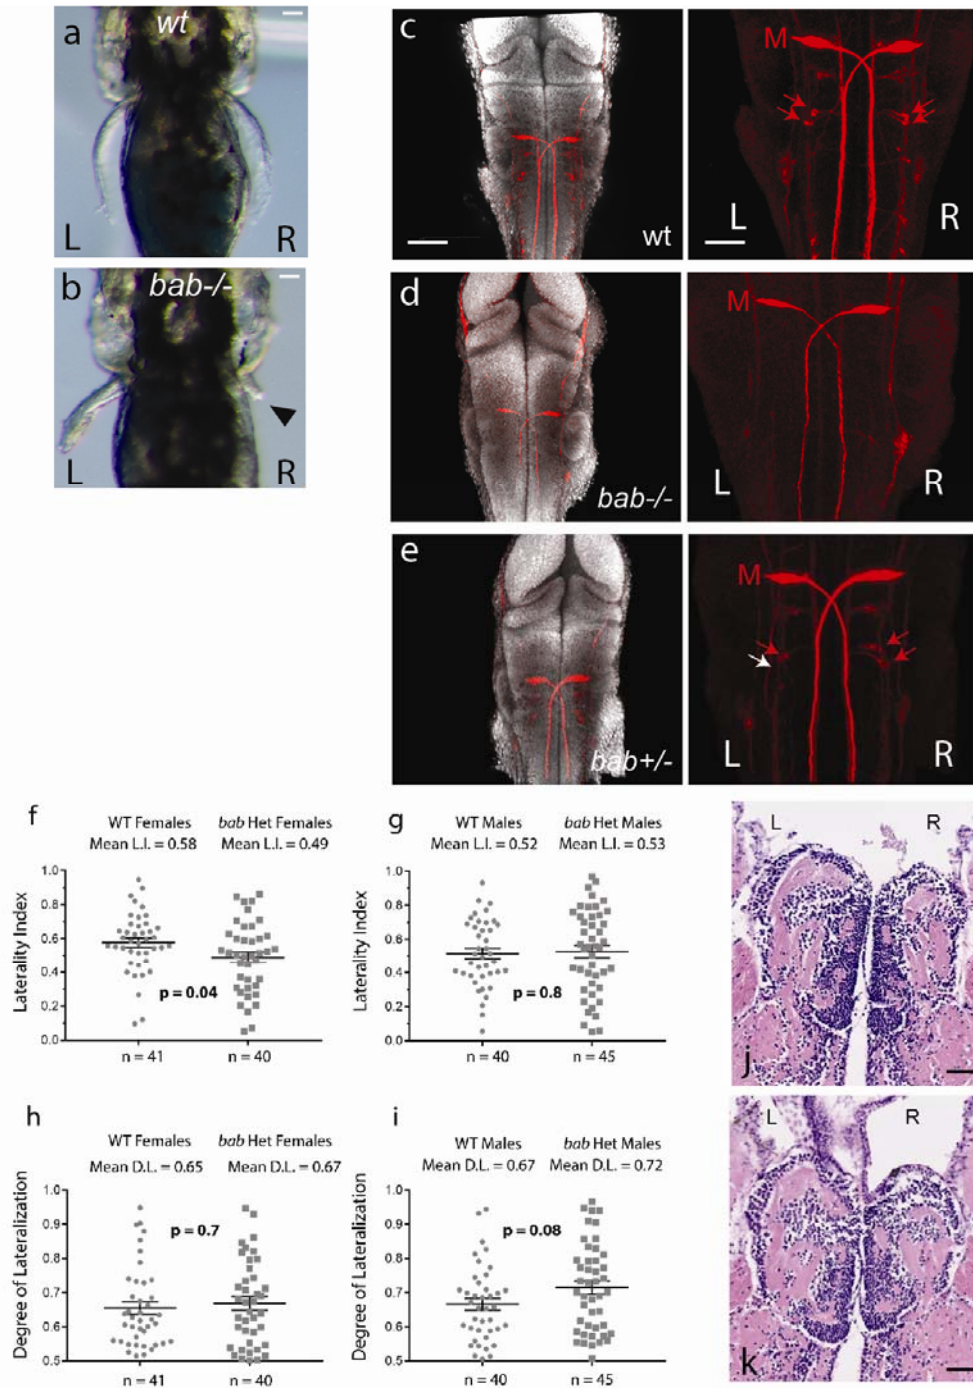 a
wt
L
R
b
bab-/-
L
R
c
wt
M
L
R
d
bab-/-
M
L
R
e
bab+/-
M
L
R
f
WT Females bab Het Females
Mean L.I. = 0.58 Mean L.I. = 0.49
Laterality Index
1.0
0.8
0.6
0.4
0.2
0.0
p = 0.04
n = 41 n = 40
g
WT Males bab Het Males
Mean L.I. = 0.52 Mean L.I. = 0.53
Laterality Index
1.0
0.8
0.6
0.4
0.2
0.0
p = 0.8
n = 40 n = 45
h
WT Females bab Het Females
Mean D.L. = 0.65 Mean D.L. = 0.67
Degree of Lateralization
1.0
0.9
0.8
0.7
0.6
0.5
p = 0.7
n = 41 n = 40
i
WT Males bab Het Males
Mean D.L. = 0.67 Mean D.L. = 0.72
Degree of Lateralization
1.0
0.9
0.8
0.7
0.6
0.5
p = 0.08
n = 40 n = 45
L R
j
L R
k